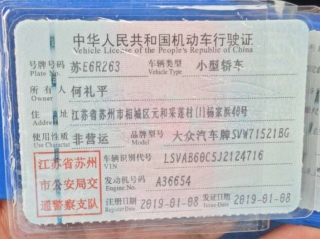 中华人民共和国机动车行驶证
Vehicle License of the People's Republic of China
号牌号码 苏E6R263 车辆类型 小型轿车
Plate No. Vehicle Type
所有人 何礼平
Owner
住址 江苏省苏州市相城区元和采莲村(1)杨家浜40号
Address
使用性质 非营运 品牌型号 大众汽车牌SVW71521BG
Use Character Model
江苏省苏州
市公安局交
通警察支队
车辆识别代号 LSVAB60C5J2124716
VIN
发动机号码 A36654
Engine No.
注册日期 2019-01-08 发证日期 2019-01-08
Register Date Issue Date